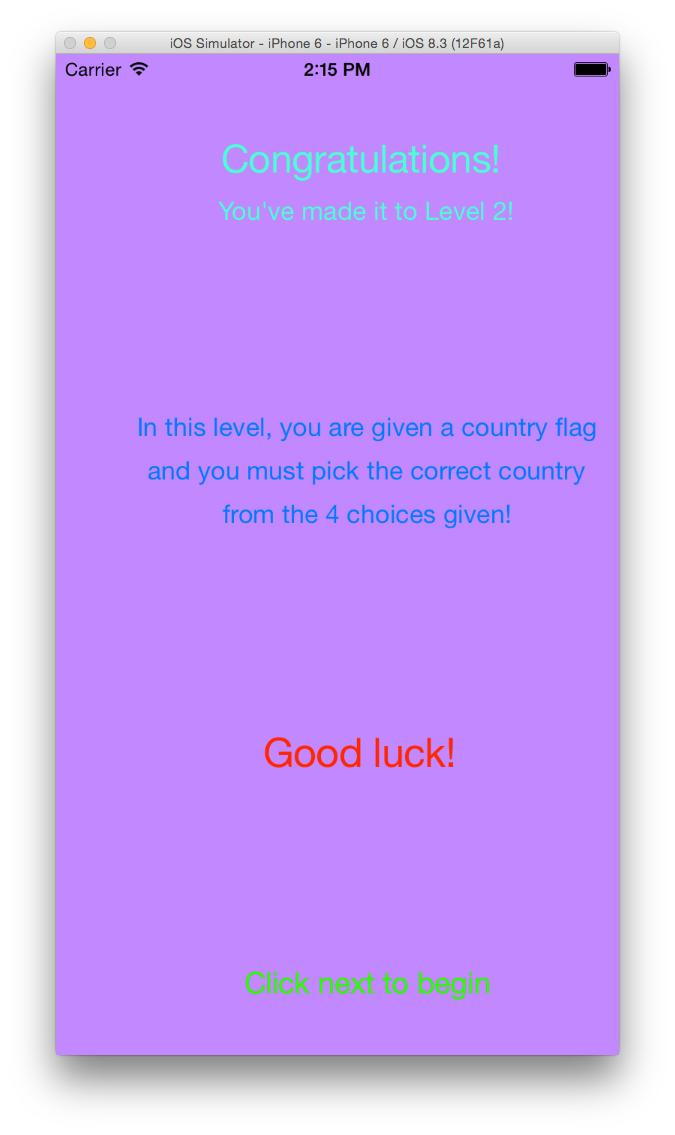 iOS Simulator - iPhone 6 - iPhone 6 / iOS 8.3 (12F61a)
Carrier 2:15 PM
Congratulations!
You've made it to Level 2!
In this level, you are given a country flag
and you must pick the correct country
from the 4 choices given!
Good luck!
Click next to begin